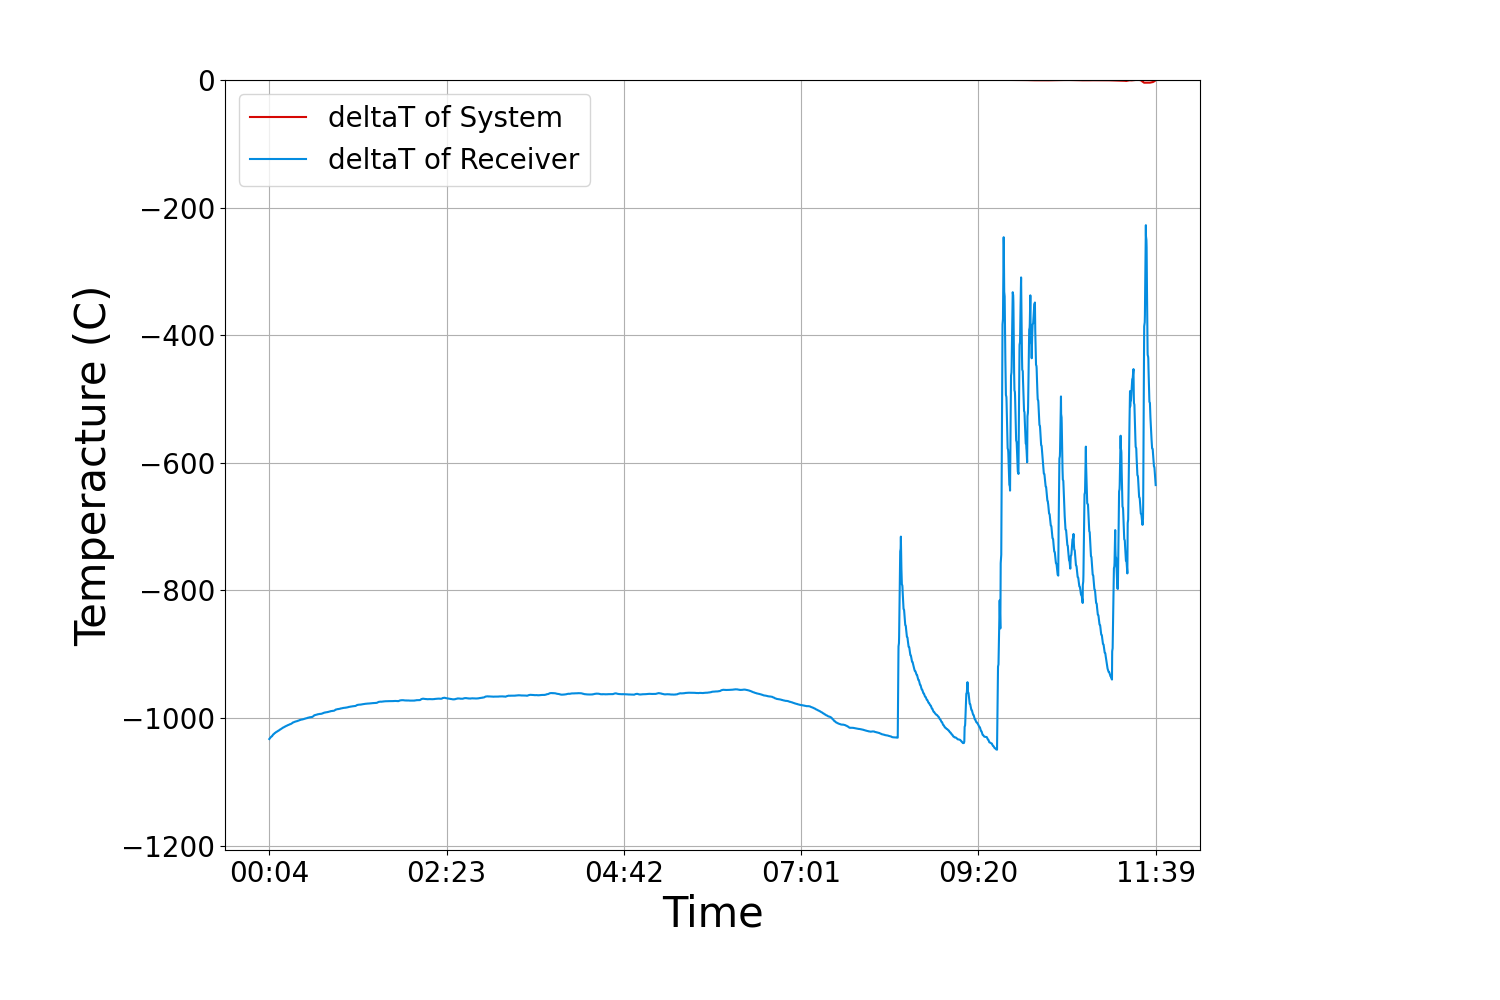 0
−200
−400
−600
−800
−1000
−1200
Temperacture (C)
deltaT of System
deltaT of Receiver
00:04 02:23 04:42 07:01 09:20 11:39
Time